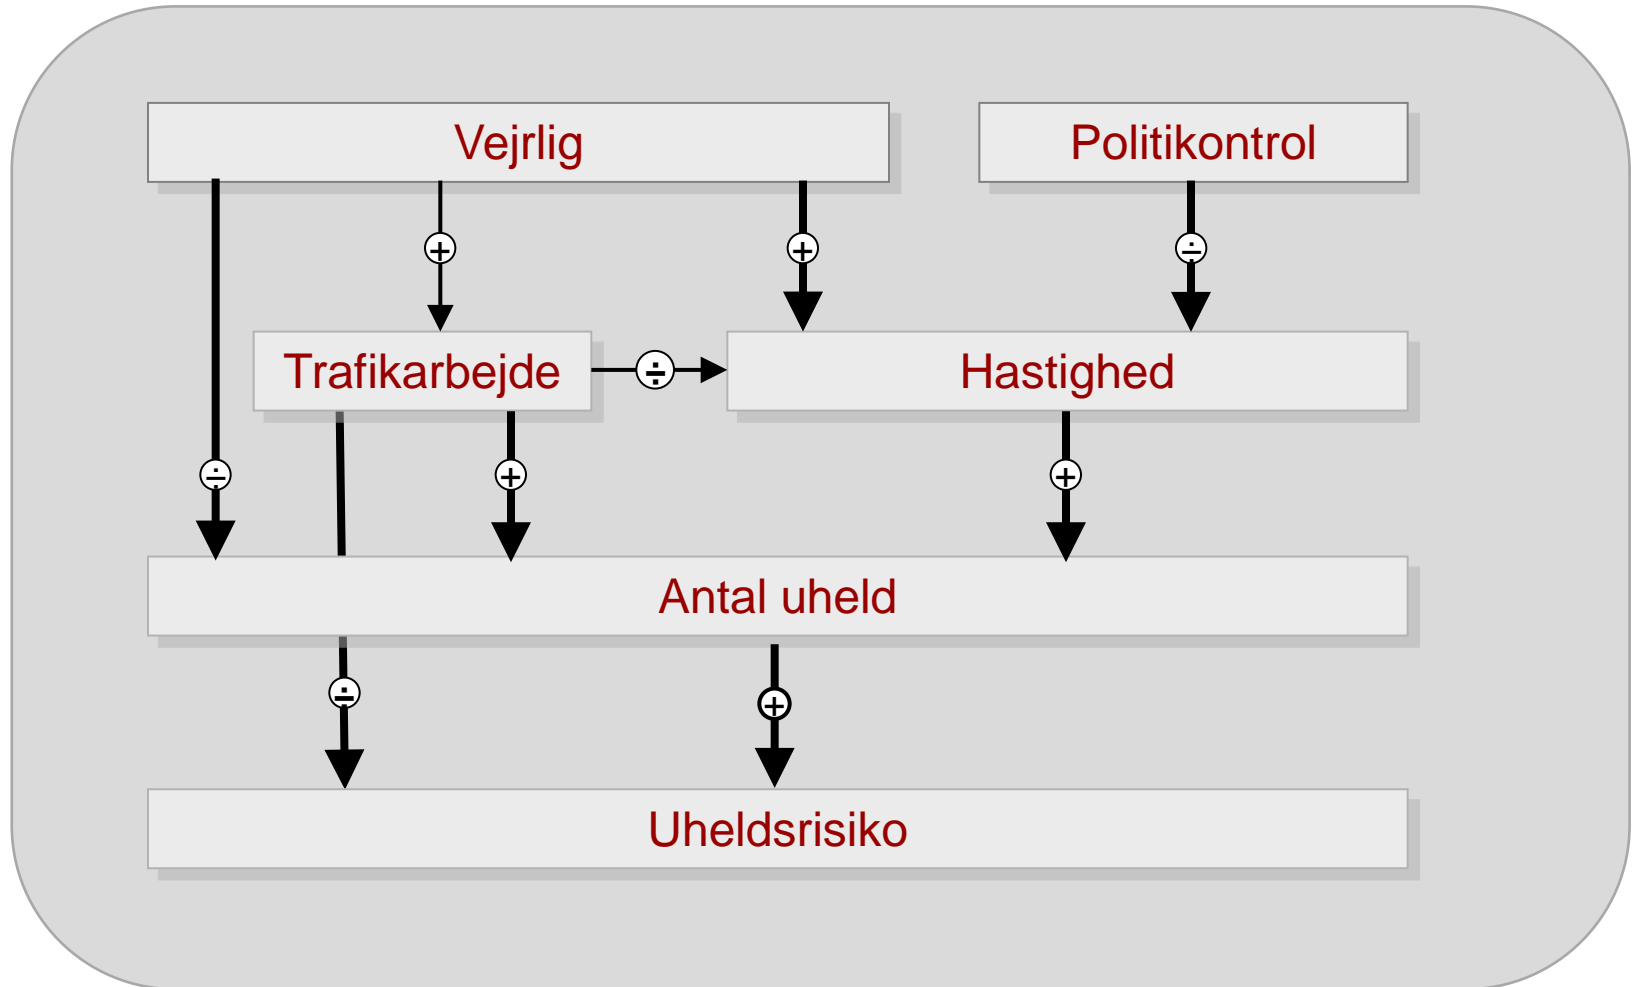 Vejrlig
Politikontrol
+
+
÷
Trafikarbejde
÷
Hastighed
÷
+
+
Antal uheld
÷
+
Uheldsrisiko